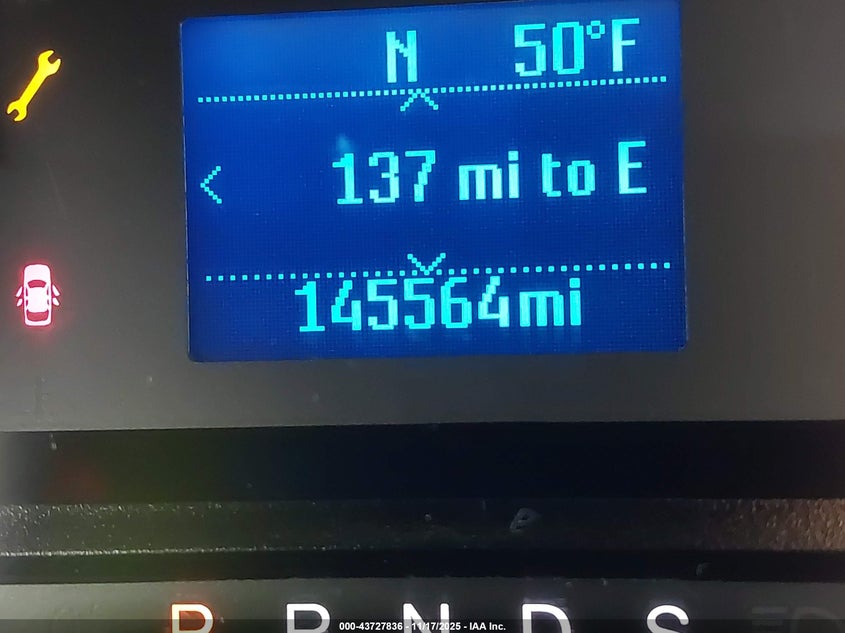 N 50°F
137 mi to E
145564mi
P R N D S
000-43727836 - 11/17/2025 - IAA Inc.